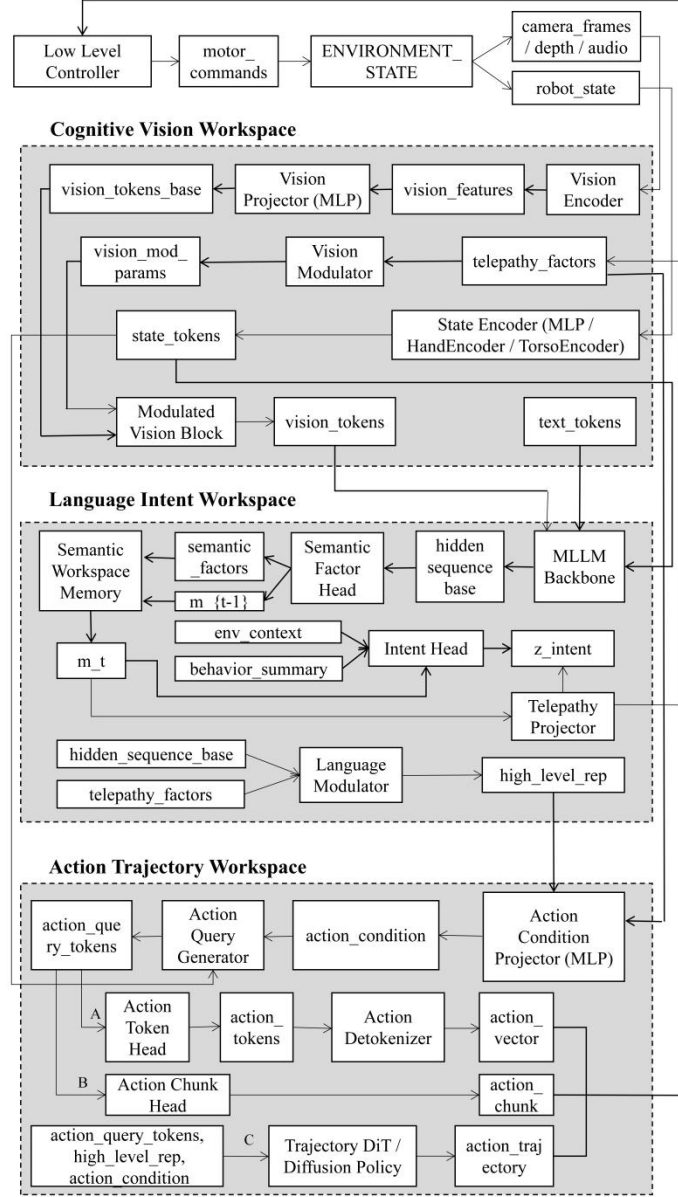 Low Level
Controller
motor_
commands
ENVIRONMENT_
STATE
camera_frames
/ depth / audio
robot_state
Cognitive Vision Workspace
vision_tokens_base
Vision
Projector (MLP)
vision_features
Vision
Encoder
vision_mod_
params
Vision
Modulator
telepathy_factors
state_tokens
State Encoder (MLP /
HandEncoder / TorsoEncoder)
Modulated
Vision Block
vision_tokens
text_tokens
Language Intent Workspace
Semantic
Workspace
Memory
semantic
_factors
m_{t-1}
Semantic
Factor
Head
hidden
sequence
base
MLLM
Backbone
env_context
behavior_summary
Intent Head
z_intent
m_t
Telepathy
Projector
hidden_sequence_base
telepathy_factors
Language
Modulator
high_level_rep
Action Trajectory Workspace
action_que
ry_tokens
Action
Query
Generator
action_condition
Action
Condition
Projector (MLP)
A
Action
Token
Head
action_
tokens
Action
Detokenizer
action_
vector
B
Action Chunk
Head
action_
chunk
action_query_tokens,
high_level_rep,
action_condition
C
Trajectory DiT /
Diffusion Policy
action_traj
ectory